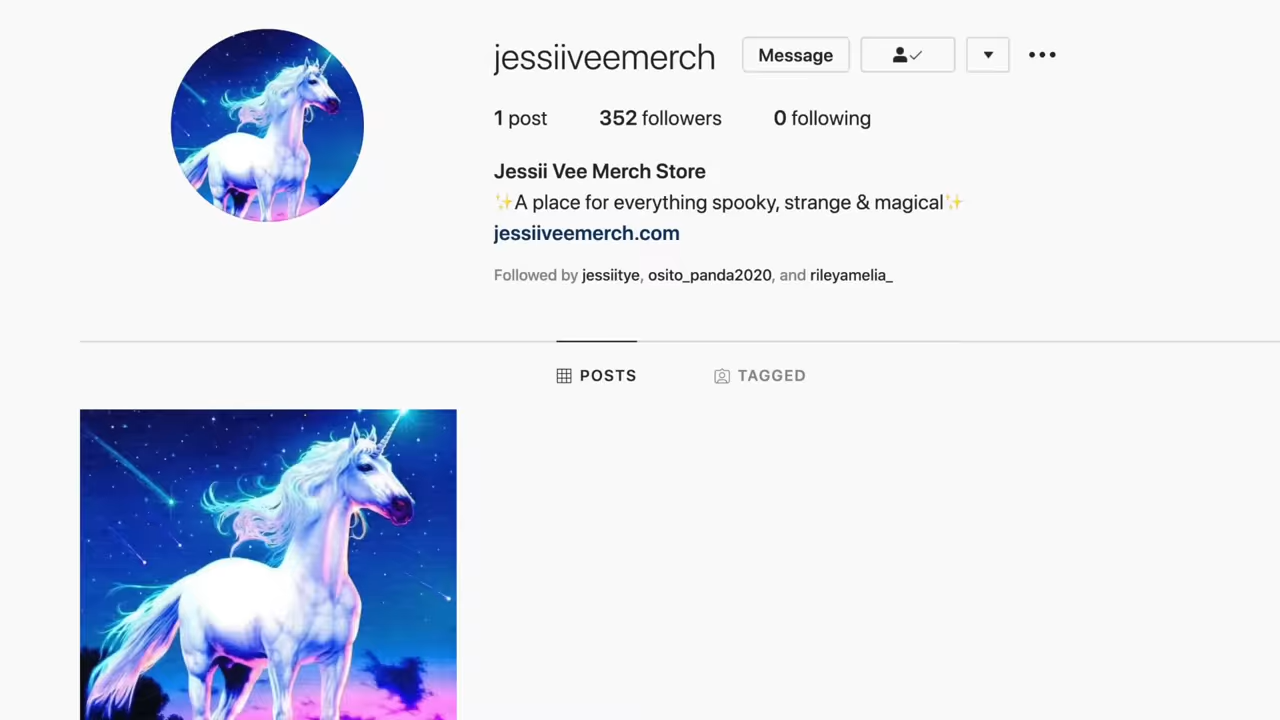 jessiiveemerch Message
1 post 352 followers 0 following
Jessii Vee Merch Store
✨A place for everything spooky, strange & magical✨
jessiiveemerch.com
Followed by jessiitye, osito_panda2020, and rileyamelia_
POSTS TAGGED